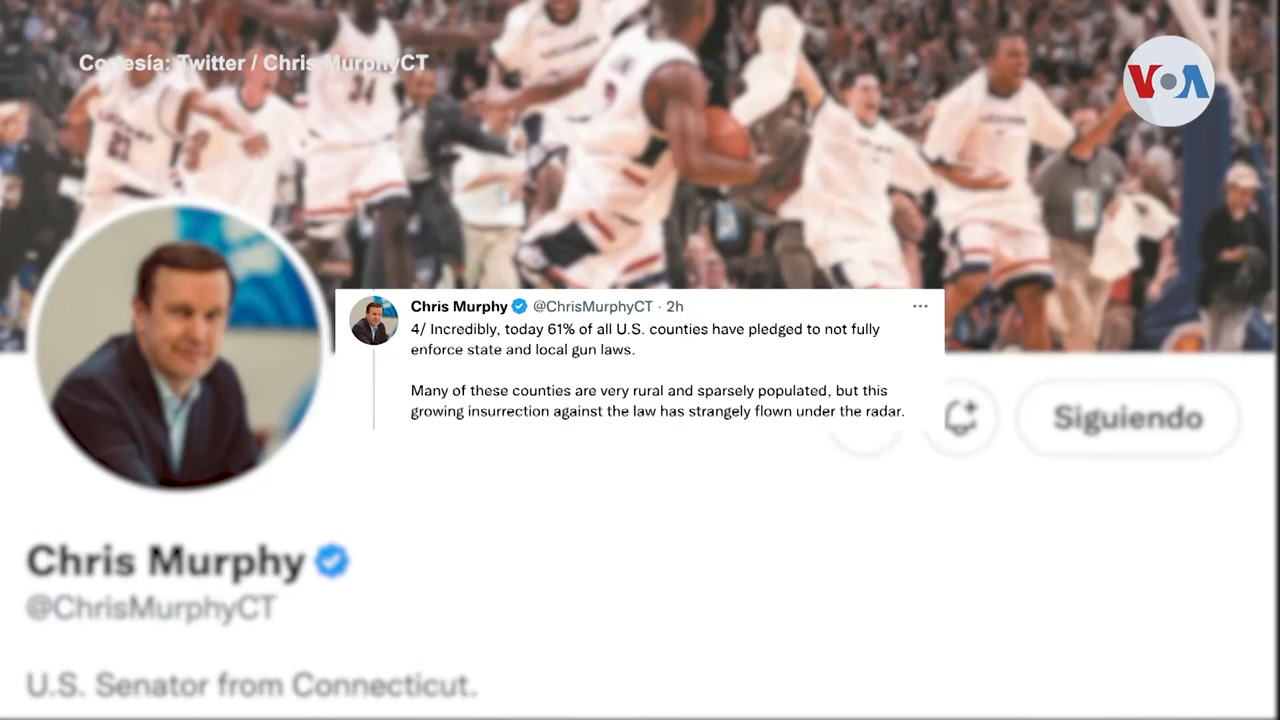 Cortesía: Twitter / ChrisMurphyCT
VOA
Chris Murphy @ChrisMurphyCT · 2h
4/ Incredibly, today 61% of all U.S. counties have pledged to not fully
enforce state and local gun laws.
Many of these counties are very rural and sparsely populated, but this
growing insurrection against the law has strangely flown under the radar.
Siguiendo
Chris Murphy
@ChrisMurphyCT
U.S. Senator from Connecticut.